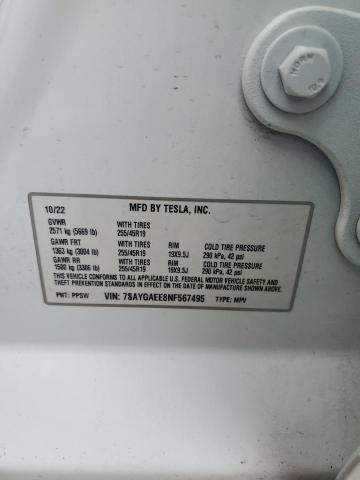 10/22 MFD BY TESLA, INC.
GVWR WITH TIRES
2571 kg (5669 lb) 255/45R19
GAWR FRT WITH TIRES RIM COLD TIRE PRESSURE
1363 kg (3004 lb) 255/45R19 19X9.5J 290 kPa, 42 psi
GAWR RR WITH TIRES RIM COLD TIRE PRESSURE
1500 kg (3306 lb) 255/45R19 19X9.5J 290 kPa, 42 psi
THIS VEHICLE CONFORMS TO ALL APPLICABLE U.S. FEDERAL MOTOR VEHICLE
SAFETY AND THEFT PREVENTION STANDARDS IN EFFECT ON THE
DATE OF MANUFACTURE SHOWN ABOVE.
PNT: PPSW VIN: 7SAYGAEE8NF567495 TYPE: MPV